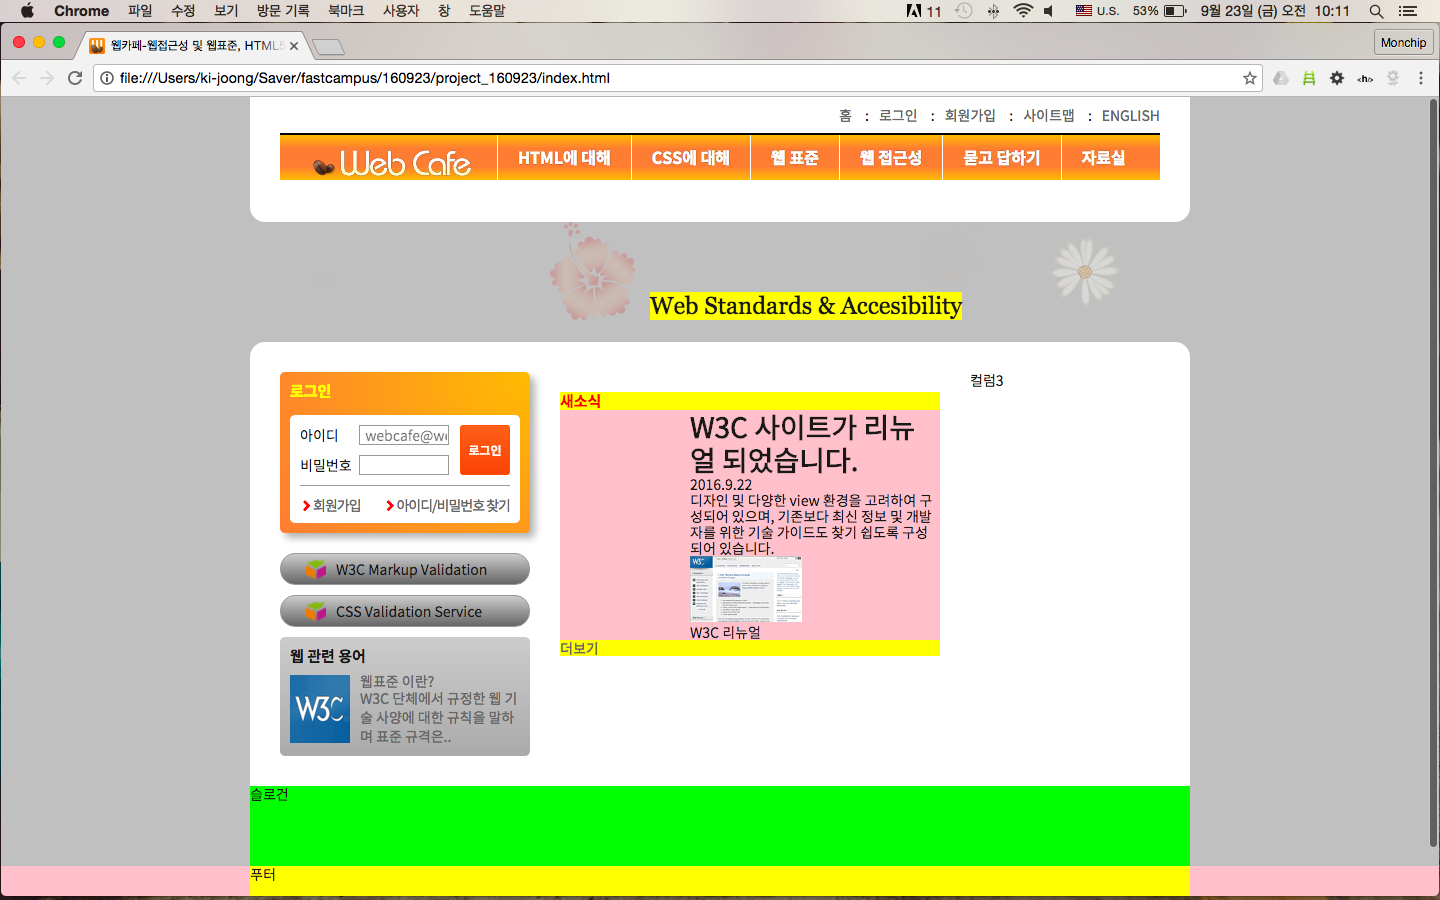 Chrome 파일 수정 보기 방문 기록 북마크 사용자 창 도움말 11 U.S. 53% 9월 23일 (금) 오전 10:11
웹카페-웹접근성 및 웹표준, HTML5
Monchip
file:///Users/ki-joong/Saver/fastcampus/160923/project_160923/index.html
홈 : 로그인 : 회원가입 : 사이트맵 : ENGLISH
Web Cafe HTML에 대해 CSS에 대해 웹 표준 웹 접근성 묻고 답하기 자료실
Web Standards & Accesibility
로그인
아이디 webcafe@we
비밀번호
로그인
회원가입 아이디/비밀번호 찾기
W3C Markup Validation
CSS Validation Service
웹 관련 용어
W3C
웹표준 이란?
W3C 단체에서 규정한 웹 기
술 사양에 대한 규칙을 말하
며 표준 규격은..
새소식
W3C 사이트가 리뉴
얼 되었습니다.
2016.9.22
디자인 및 다양한 view 환경을 고려하여 구
성되어 있으며, 기존보다 최신 정보 및 개발
자를 위한 기술 가이드도 찾기 쉽도록 구성
되어 있습니다.
W3C
W3C 리뉴얼
더보기
컬럼3
슬로건
푸터